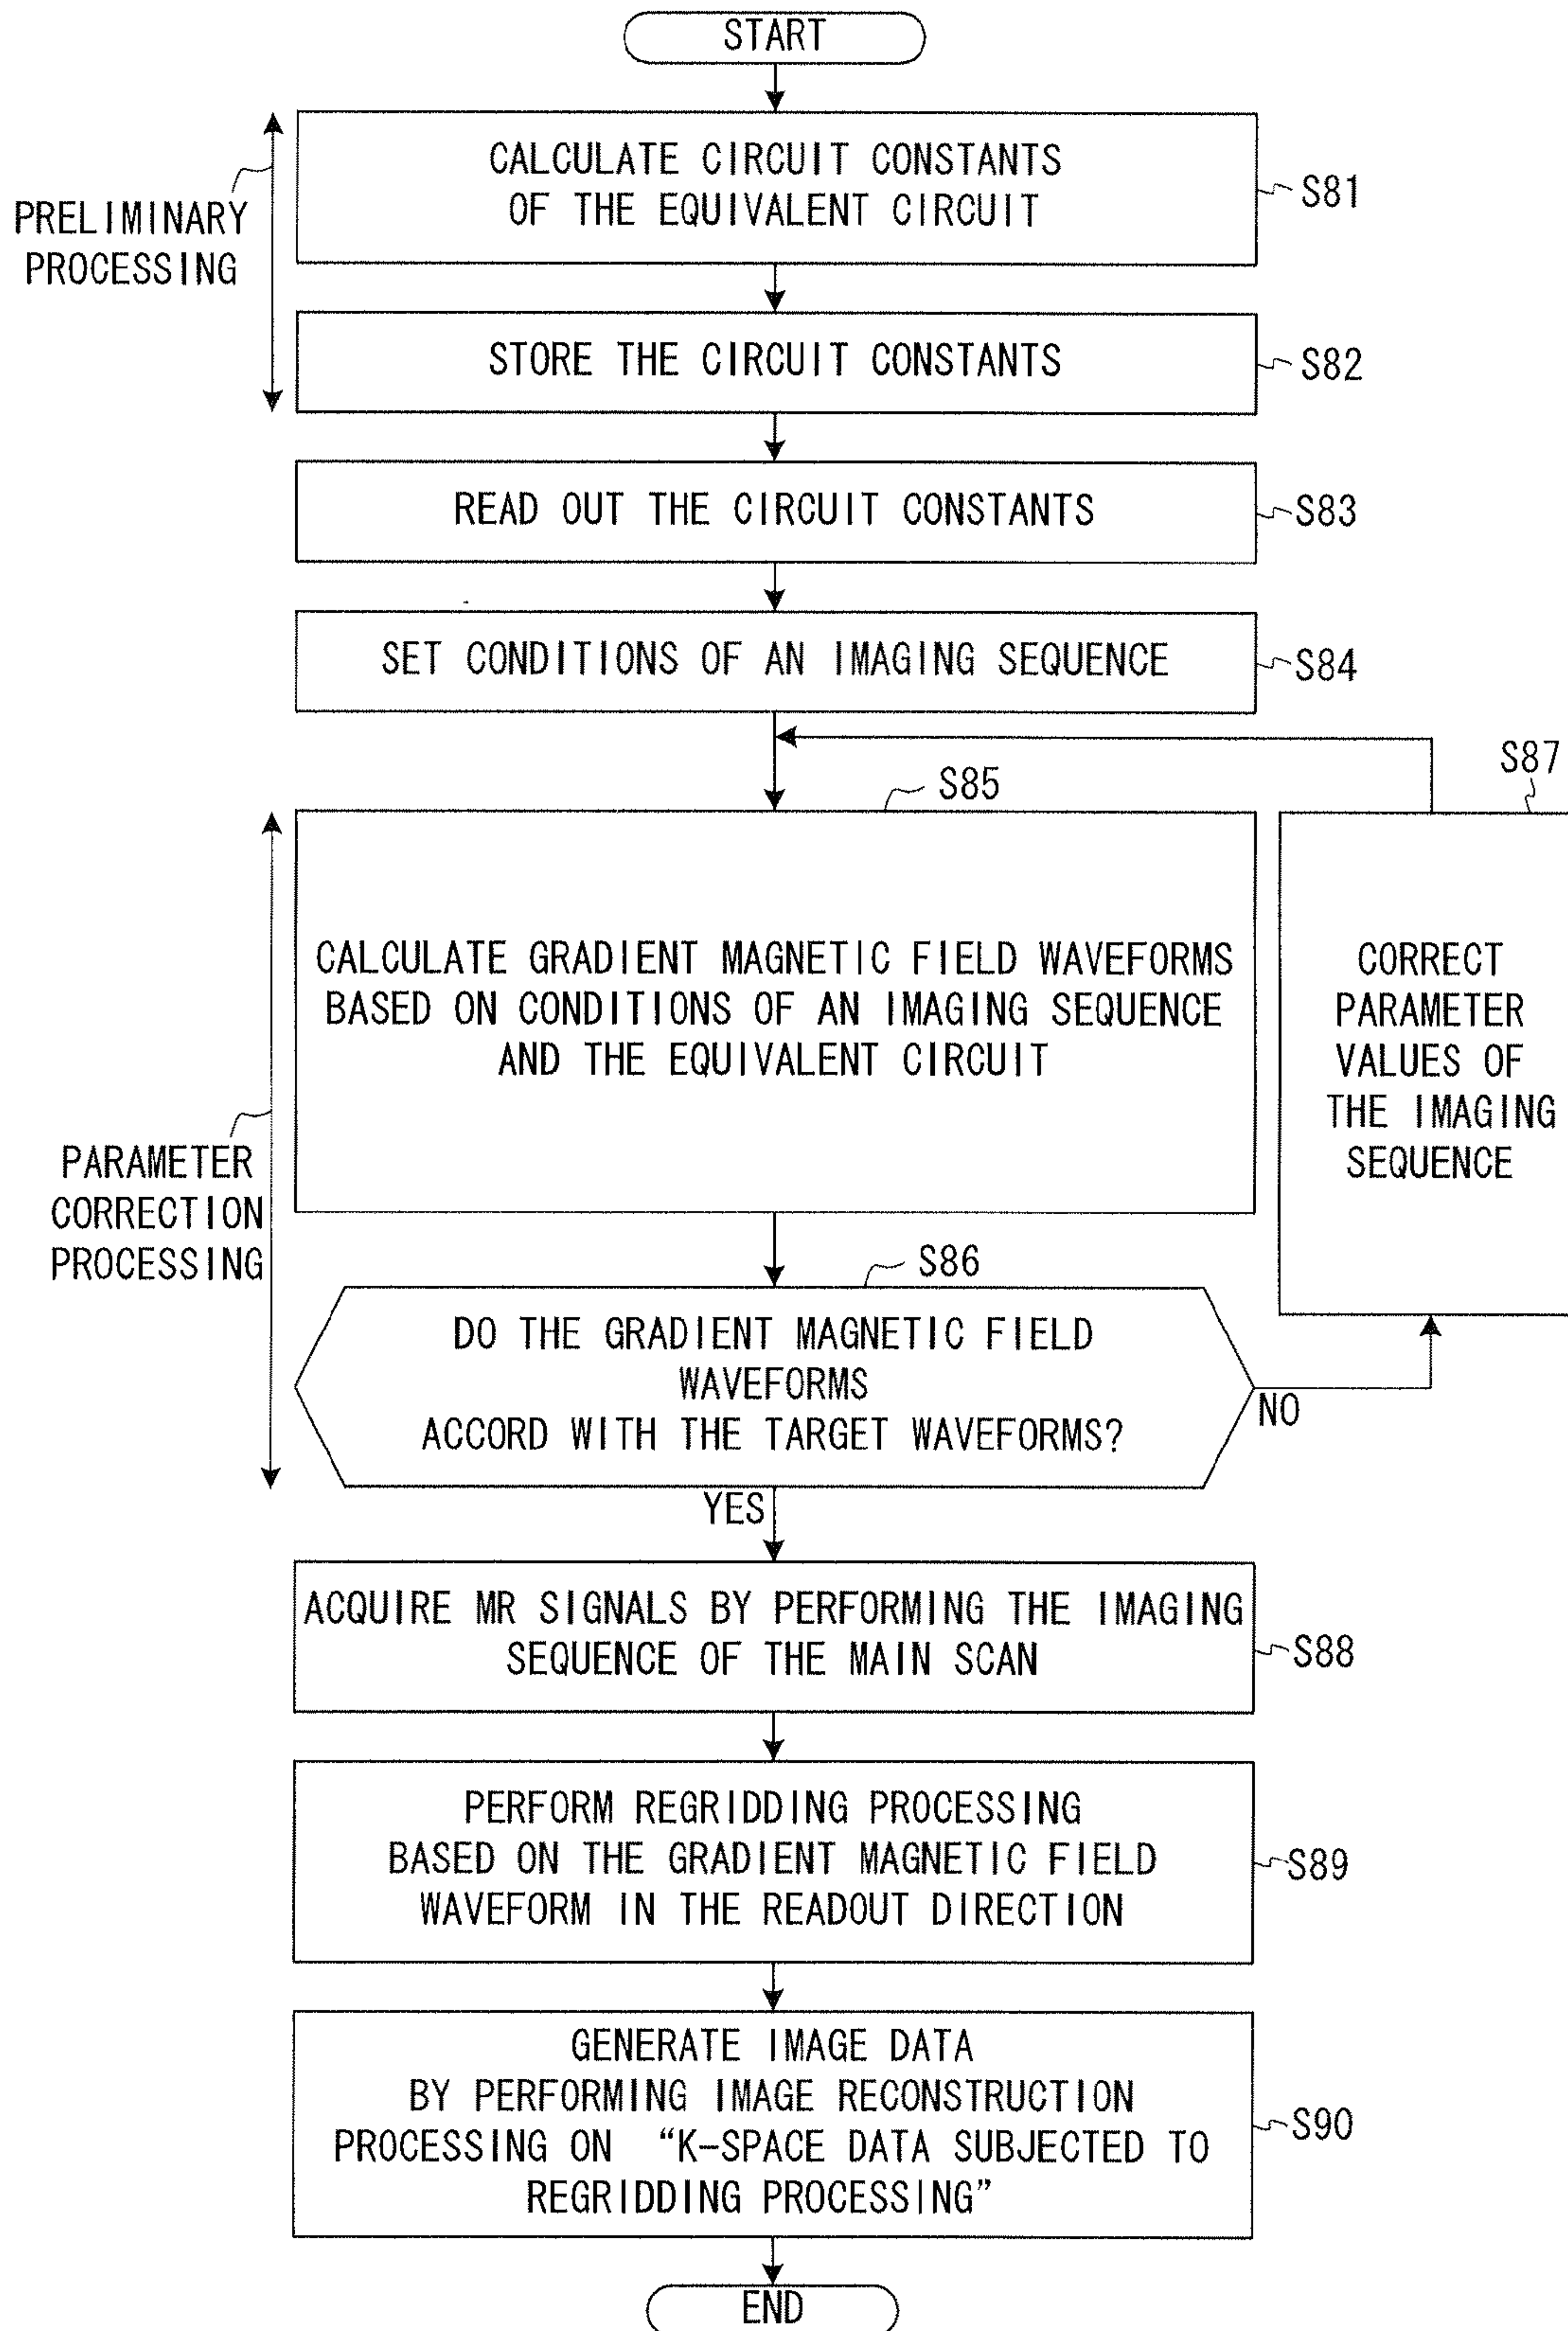 START
CALCULATE CIRCUIT CONSTANTS
OF THE EQUIVALENT CIRCUIT
S81
PRELIMINARY
PROCESSING
STORE THE CIRCUIT CONSTANTS
S82
READ OUT THE CIRCUIT CONSTANTS
S83
SET CONDITIONS OF AN IMAGING SEQUENCE
S84
S85
CALCULATE GRADIENT MAGNETIC FIELD WAVEFORMS
BASED ON CONDITIONS OF AN IMAGING SEQUENCE
AND THE EQUIVALENT CIRCUIT
S87
CORRECT
PARAMETER
VALUES OF
THE IMAGING
SEQUENCE
PARAMETER
CORRECTION
PROCESSING
S86
DO THE GRADIENT MAGNETIC FIELD
WAVEFORMS
ACCORD WITH THE TARGET WAVEFORMS?
NO
YES
ACQUIRE MR SIGNALS BY PERFORMING THE IMAGING
SEQUENCE OF THE MAIN SCAN
S88
PERFORM REGRIDDING PROCESSING
BASED ON THE GRADIENT MAGNETIC FIELD
WAVEFORM IN THE READOUT DIRECTION
S89
GENERATE IMAGE DATA
BY PERFORMING IMAGE RECONSTRUCTION
PROCESSING ON “K-SPACE DATA SUBJECTED TO
REGRIDDING PROCESSING”
S90
END